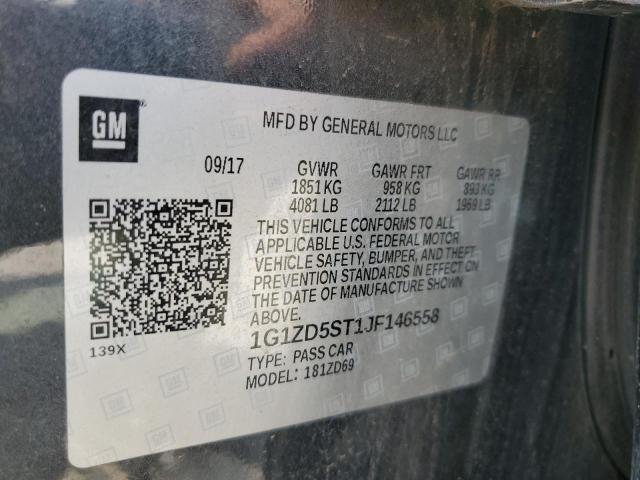 GM
MFD BY GENERAL MOTORS LLC
09/17 GVWR GAWR FRT GAWR RR
1851 KG 958 KG 893 KG
4081 LB 2112 LB 1969 LB
THIS VEHICLE CONFORMS TO ALL
APPLICABLE U.S. FEDERAL MOTOR
VEHICLE SAFETY, BUMPER, AND THEFT
PREVENTION STANDARDS IN EFFECT ON
THE DATE OF MANUFACTURE SHOWN
ABOVE.
1G1ZD5ST1JF146558
139X
TYPE: PASS CAR
MODEL: 181ZD69